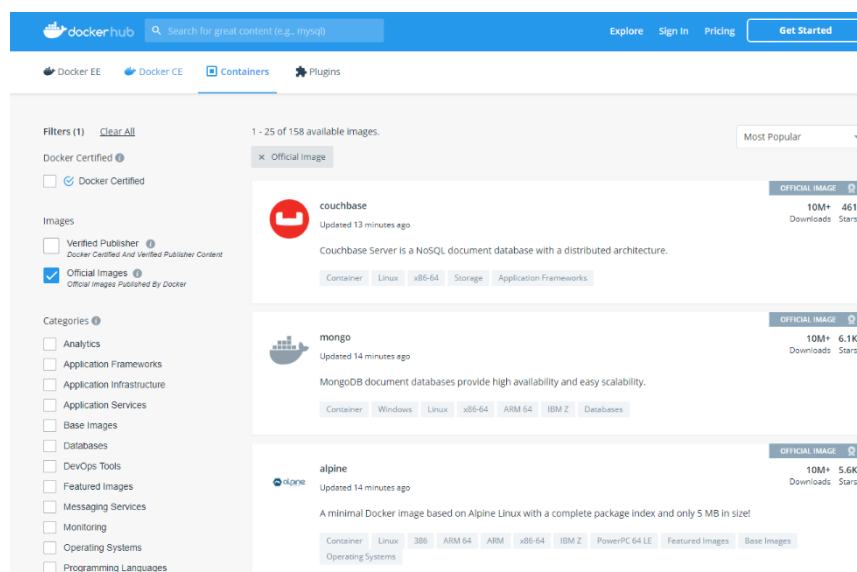 dockerhub
Search for great content (e.g., mysql)
Explore
Sign In
Pricing
Get Started
Docker EE
Docker CE
Containers
Plugins
Filters (1)
Clear All
Docker Certified
Docker Certified
Images
Verified Publisher
Docker Certified And Verified Publisher Content
Official Images
Official Images Published By Docker
Categories
Analytics
Application Frameworks
Application Infrastructure
Application Services
Base Images
Databases
DevOps Tools
Featured Images
Messaging Services
Monitoring
Operating Systems
Programming Languages
1 - 25 of 158 available images.
Most Popular
× Official Image
OFFICIAL IMAGE
couchbase
10M+ 461
Downloads Stars
Updated 13 minutes ago
Couchbase Server is a NoSQL document database with a distributed architecture.
Container Linux x86-64 Storage Application Frameworks
OFFICIAL IMAGE
mongo
10M+ 6.1K
Downloads Stars
Updated 14 minutes ago
MongoDB document databases provide high availability and easy scalability.
Container Windows Linux x86-64 ARM 64 IBM Z Databases
OFFICIAL IMAGE
alpine
alpine
10M+ 5.6K
Downloads Stars
Updated 14 minutes ago
A minimal Docker image based on Alpine Linux with a complete package index and only 5 MB in size!
Container Linux 386 ARM 64 ARM x86-64 IBM Z PowerPC 64 LE Featured Images Base Images
Operating Systems